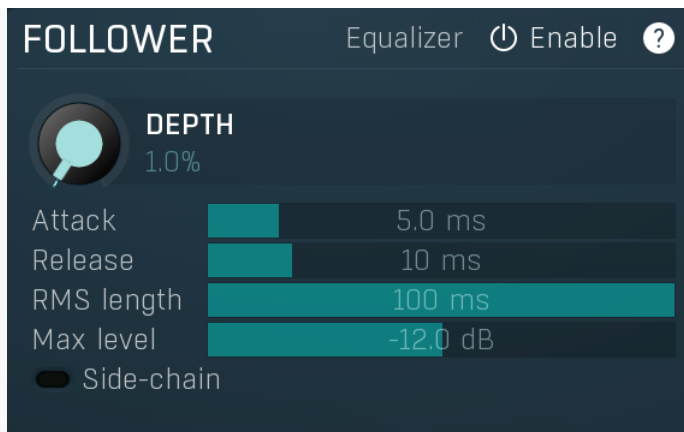 FOLLOWER Equalizer Enable ?
DEPTH
1.0%
Attack 5.0 ms
Release 10 ms
RMS length 100 ms
Max level -12.0 dB
Side-chain